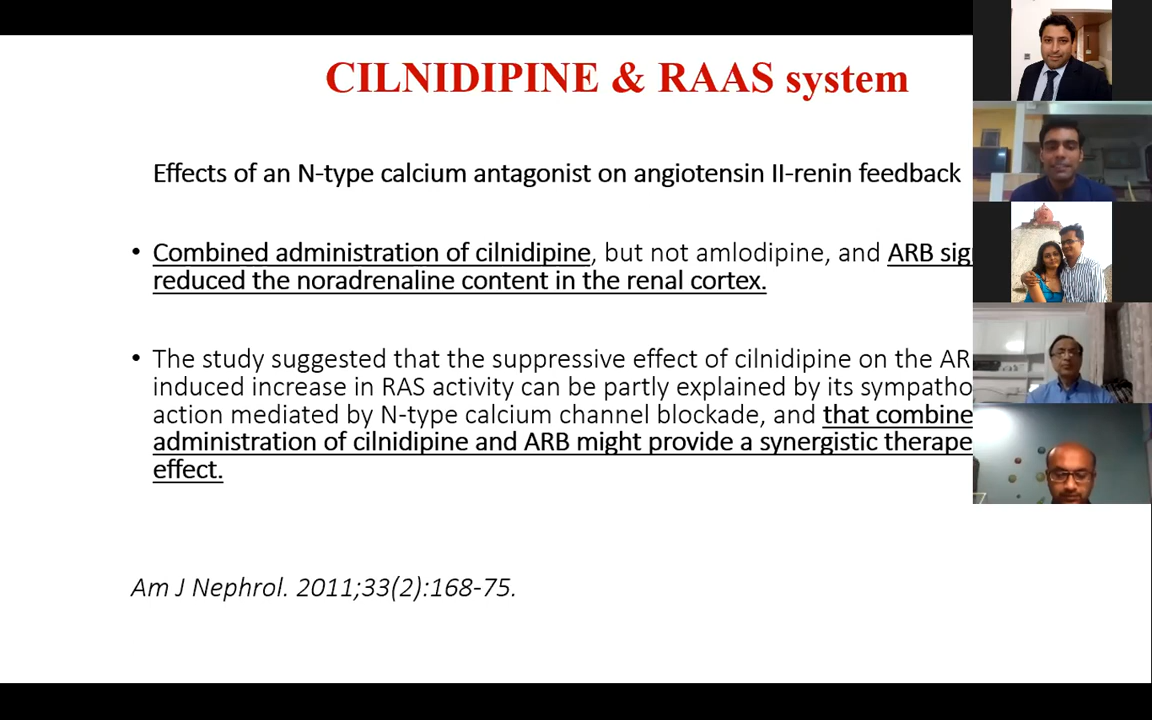 CILNIDIPINE & RAAS system
Effects of an N-type calcium antagonist on angiotensin II-renin feedback
• Combined administration of cilnidipine, but not amlodipine, and ARB
reduced the noradrenaline content in the renal cortex.
• The study suggested that the suppressive effect of cilnidipine on the
induced increase in RAS activity can be partly explained by its
action mediated by N-type calcium channel blockade, and that
administration of cilnidipine and ARB might provide a synergistic
effect.
Am J Nephrol. 2011;33(2):168-75.